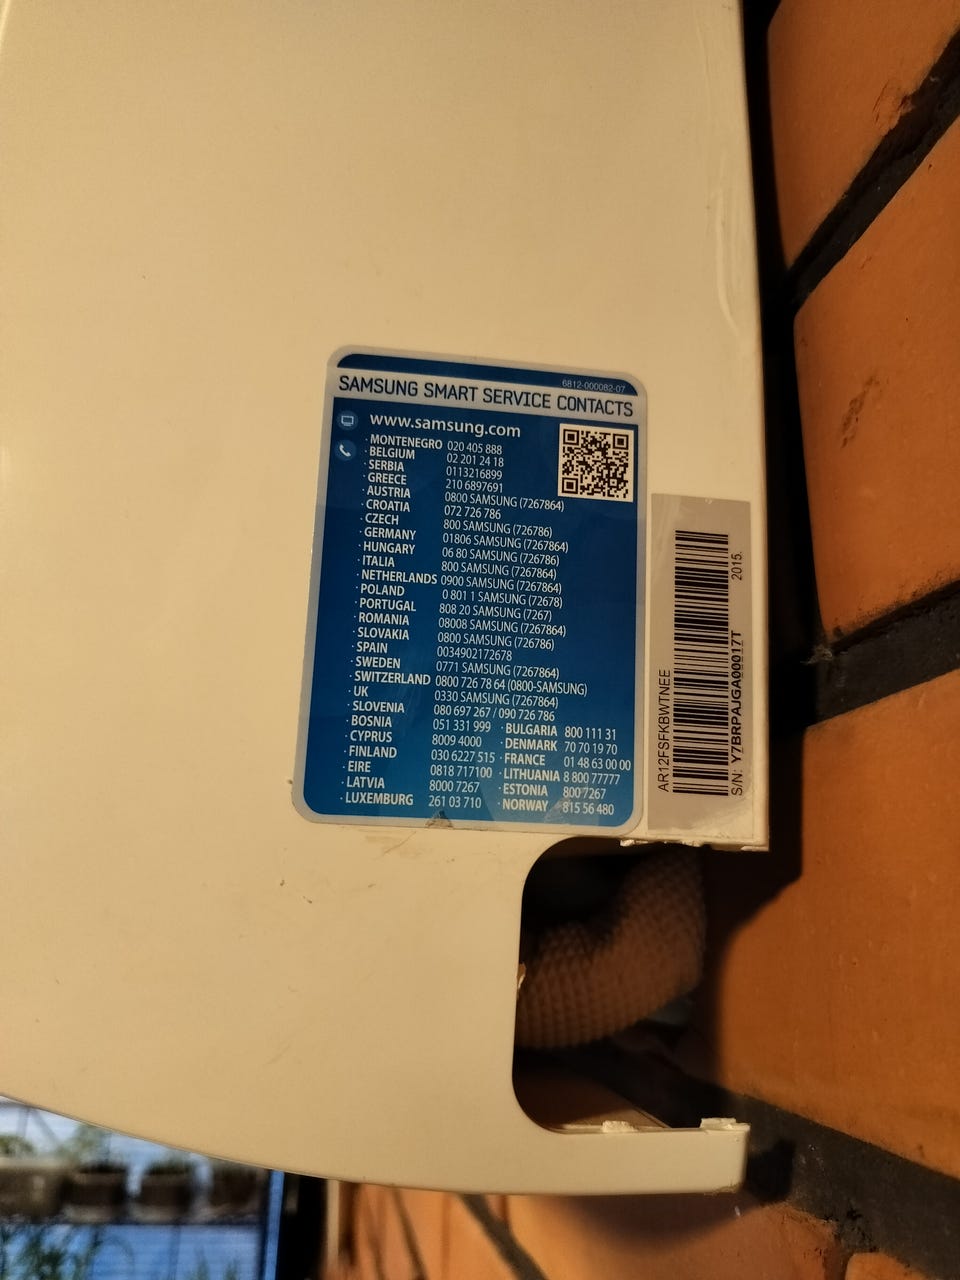 6812-000082-07
SAMSUNG SMART SERVICE CONTACTS
www.samsung.com
· MONTENEGRO 020 405 888
· BELGIUM 02 201 24 18
· SERBIA 0113216899
· GREECE 210 6897691
· AUSTRIA 0800 SAMSUNG (7267864)
· CROATIA 072 726 786
· CZECH 800 SAMSUNG (726786)
· GERMANY 01806 SAMSUNG (7267864)
· HUNGARY 06 80 SAMSUNG (726786)
· ITALIA 800 SAMSUNG (7267864)
· NETHERLANDS 0900 SAMSUNG (7267864)
· POLAND 0 801 1 SAMSUNG (72678)
· PORTUGAL 808 20 SAMSUNG (7267)
· ROMANIA 08008 SAMSUNG (7267864)
· SLOVAKIA 0800 SAMSUNG (726786)
· SPAIN 0034902172678
· SWEDEN 0771 SAMSUNG (7267864)
· SWITZERLAND 0800 726 78 64 (0800-SAMSUNG)
· UK 0330 SAMSUNG (7267864)
· SLOVENIA 080 697 267 / 090 726 786
· BOSNIA 051 331 999 · BULGARIA 800 111 31
· CYPRUS 8009 4000 · DENMARK 70 70 19 70
· FINLAND 030 6227 515 · FRANCE 01 48 63 00 00
· EIRE 0818 717100 · LITHUANIA 8 800 77777
· LATVIA 8000 7267 · ESTONIA 800 7267
· LUXEMBURG 261 03 710 · NORWAY 815 56 480
AR12FSFKBWTNEE
2015.
S/N: Y7BRPAJGA00017T